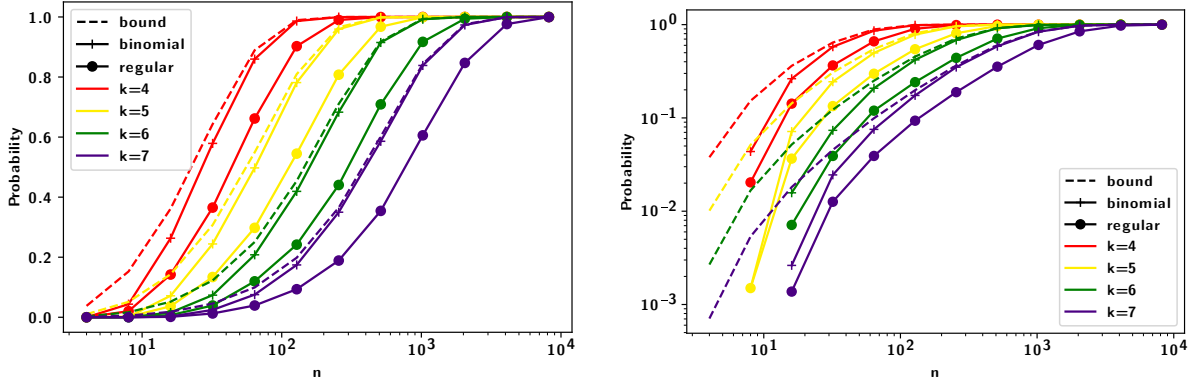 1.0
0.8
0.6
0.4
0.2
0.0
Probability
bound
binomial
regular
k=4
k=5
k=6
k=7
10¹
10²
10³
10⁴
n
10⁰
10⁻¹
10⁻²
10⁻³
Probability
bound
binomial
regular
k=4
k=5
k=6
k=7
10¹
10²
10³
10⁴
n